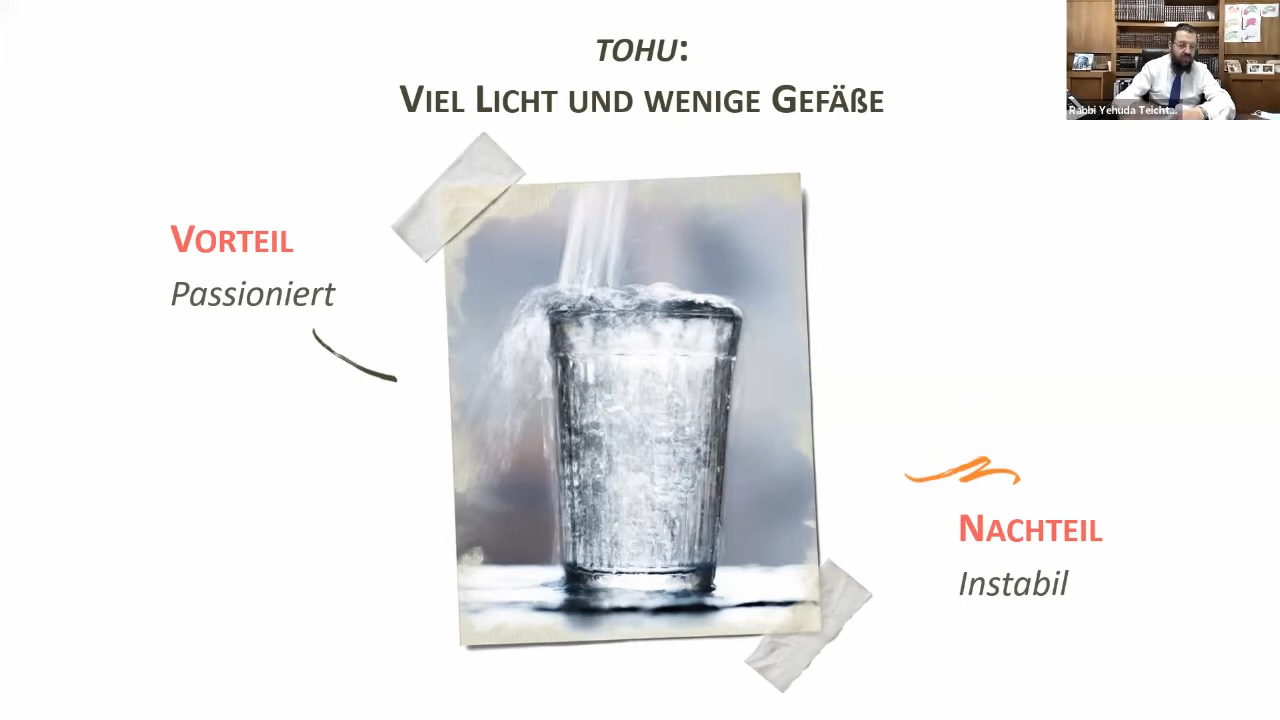 TOHU:
VIEL LICHT UND WENIGE GEFÄßE
Rabbi Yehuda Teicht...
VORTEIL
Passioniert
NACHTEIL
Instabil